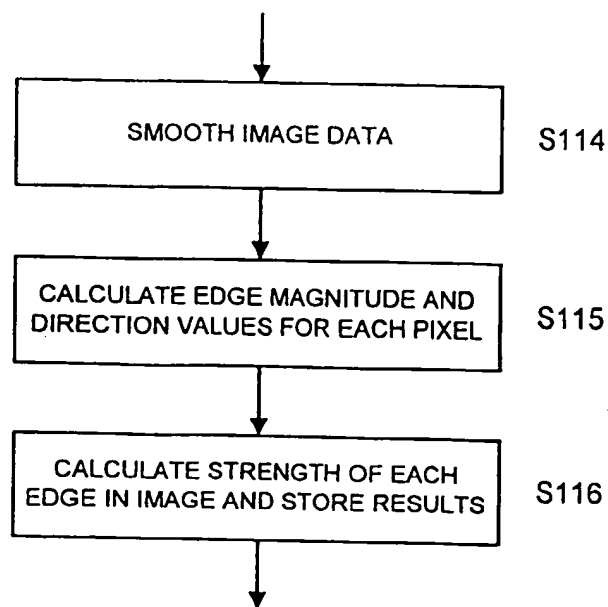 SMOOTH IMAGE DATA
S114
CALCULATE EDGE MAGNITUDE AND
DIRECTION VALUES FOR EACH PIXEL
S115
CALCULATE STRENGTH OF EACH
EDGE IN IMAGE AND STORE RESULTS
S116